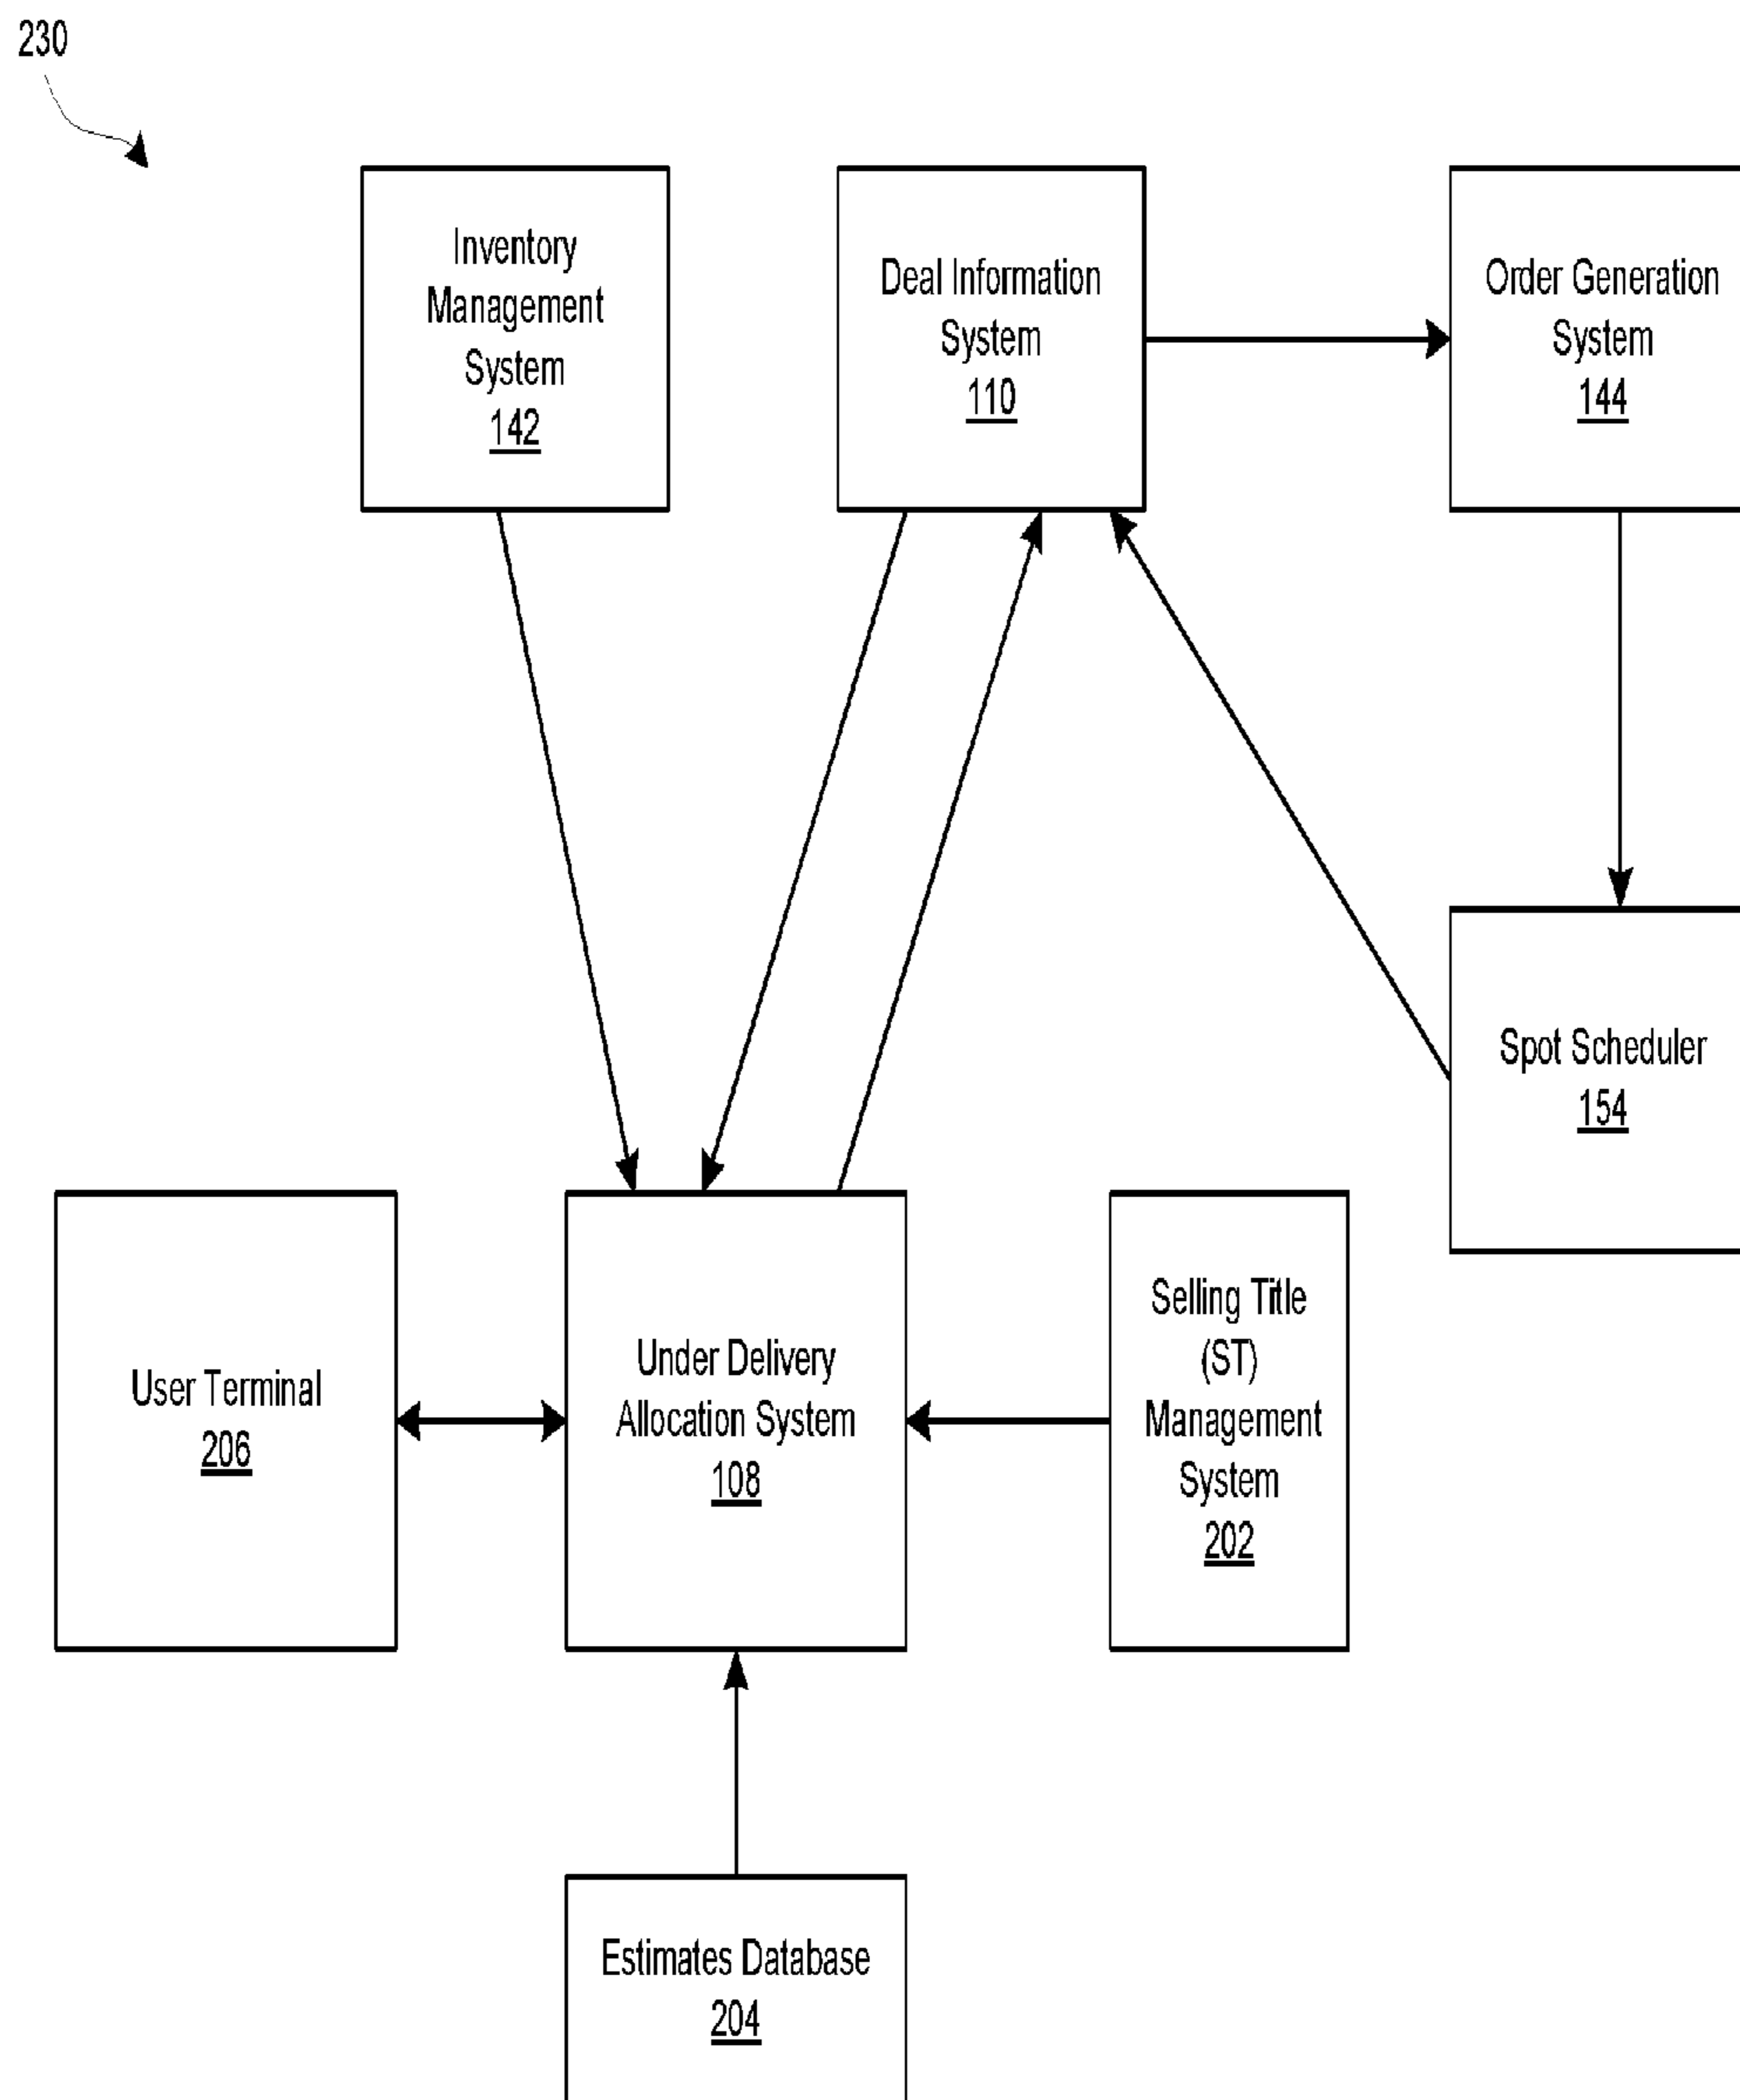 230
Inventory
Management
System
142
Deal Information
System
110
Order Generation
System
144
Spot Scheduler
154
User Terminal
206
Under Delivery
Allocation System
108
Selling Title
(ST)
Management
System
202
Estimates Database
204